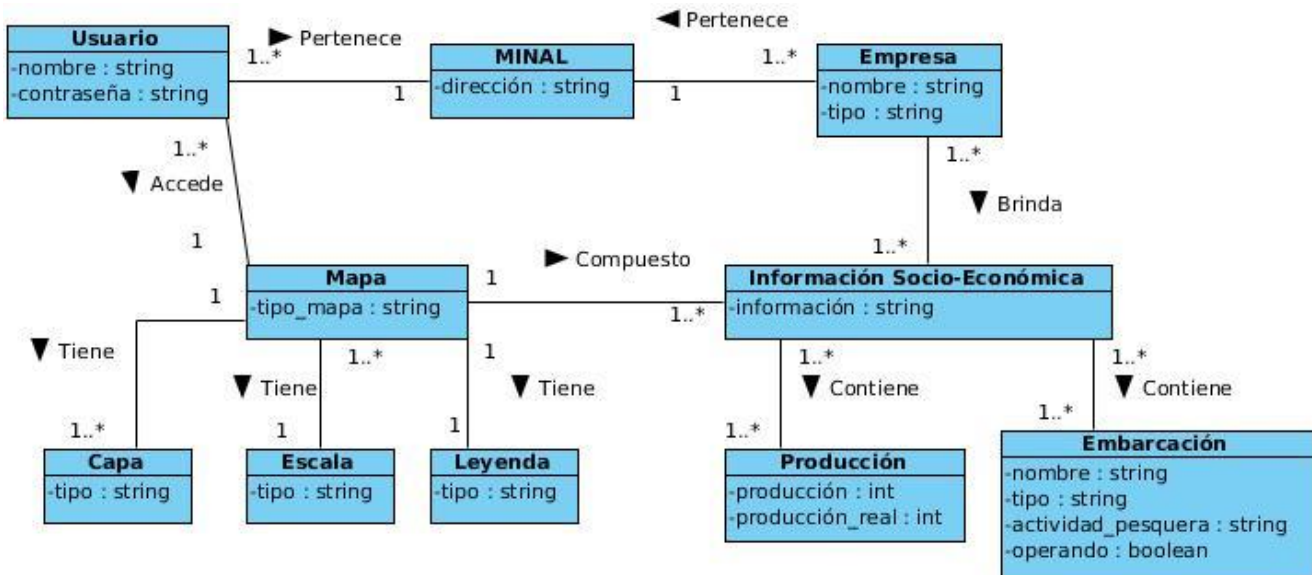 Usuario
-nombre : string
-contraseña : string
1..*
► Pertenece
1
MINAL
-dirección : string
◄ Pertenece
1..*
1
Empresa
-nombre : string
-tipo : string
1..*
▼ Accede
1
1..*
▼ Brinda
1..*
Mapa
-tipo_mapa : string
1
► Compuesto
1..*
Información Socio-Económica
-información : string
1
▼ Tiene
1..*
1..*
▼ Tiene
1
1
▼ Tiene
1
1..*
▼ Contiene
1..*
1..*
▼ Contiene
1..*
Capa
-tipo : string
Escala
-tipo : string
Leyenda
-tipo : string
Producción
-producción : int
-producción_real : int
Embarcación
-nombre : string
-tipo : string
-actividad_pesquera : string
-operando : boolean